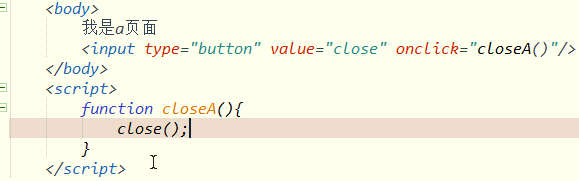 <body>
我是a页面
<input type="button" value="close" onclick="closeA()"/>
</body>
<script>
function closeA(){
close();
}
</script>